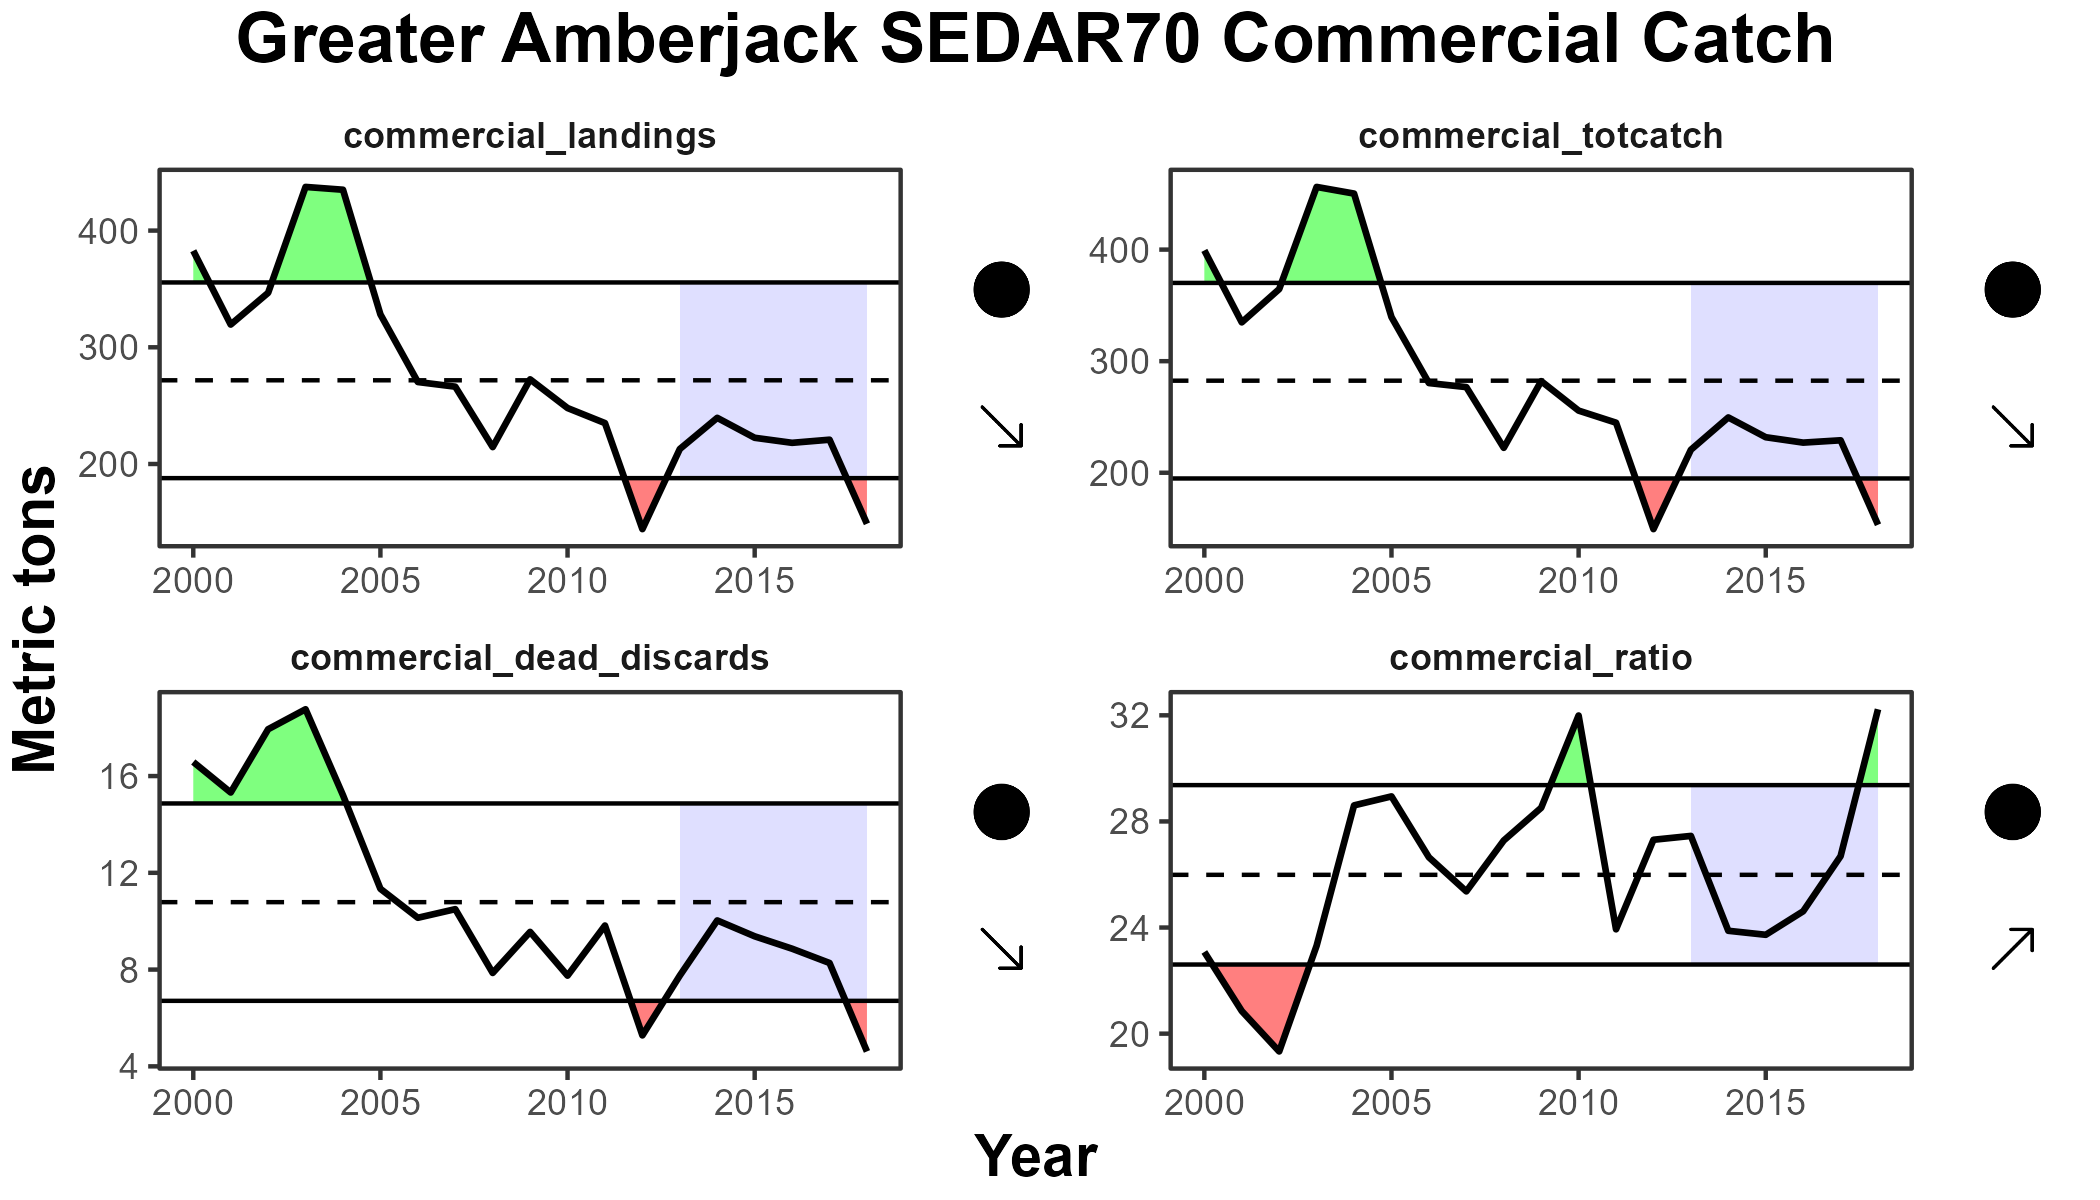 Greater Amberjack SEDAR70 Commercial Catch
commercial_landings
400
300
200
2000 2005 2010 2015
commercial_totcatch
400
300
200
2000 2005 2010 2015
Metric tons
commercial_dead_discards
16
12
8
4
2000 2005 2010 2015
commercial_ratio
32
28
24
20
2000 2005 2010 2015
Year